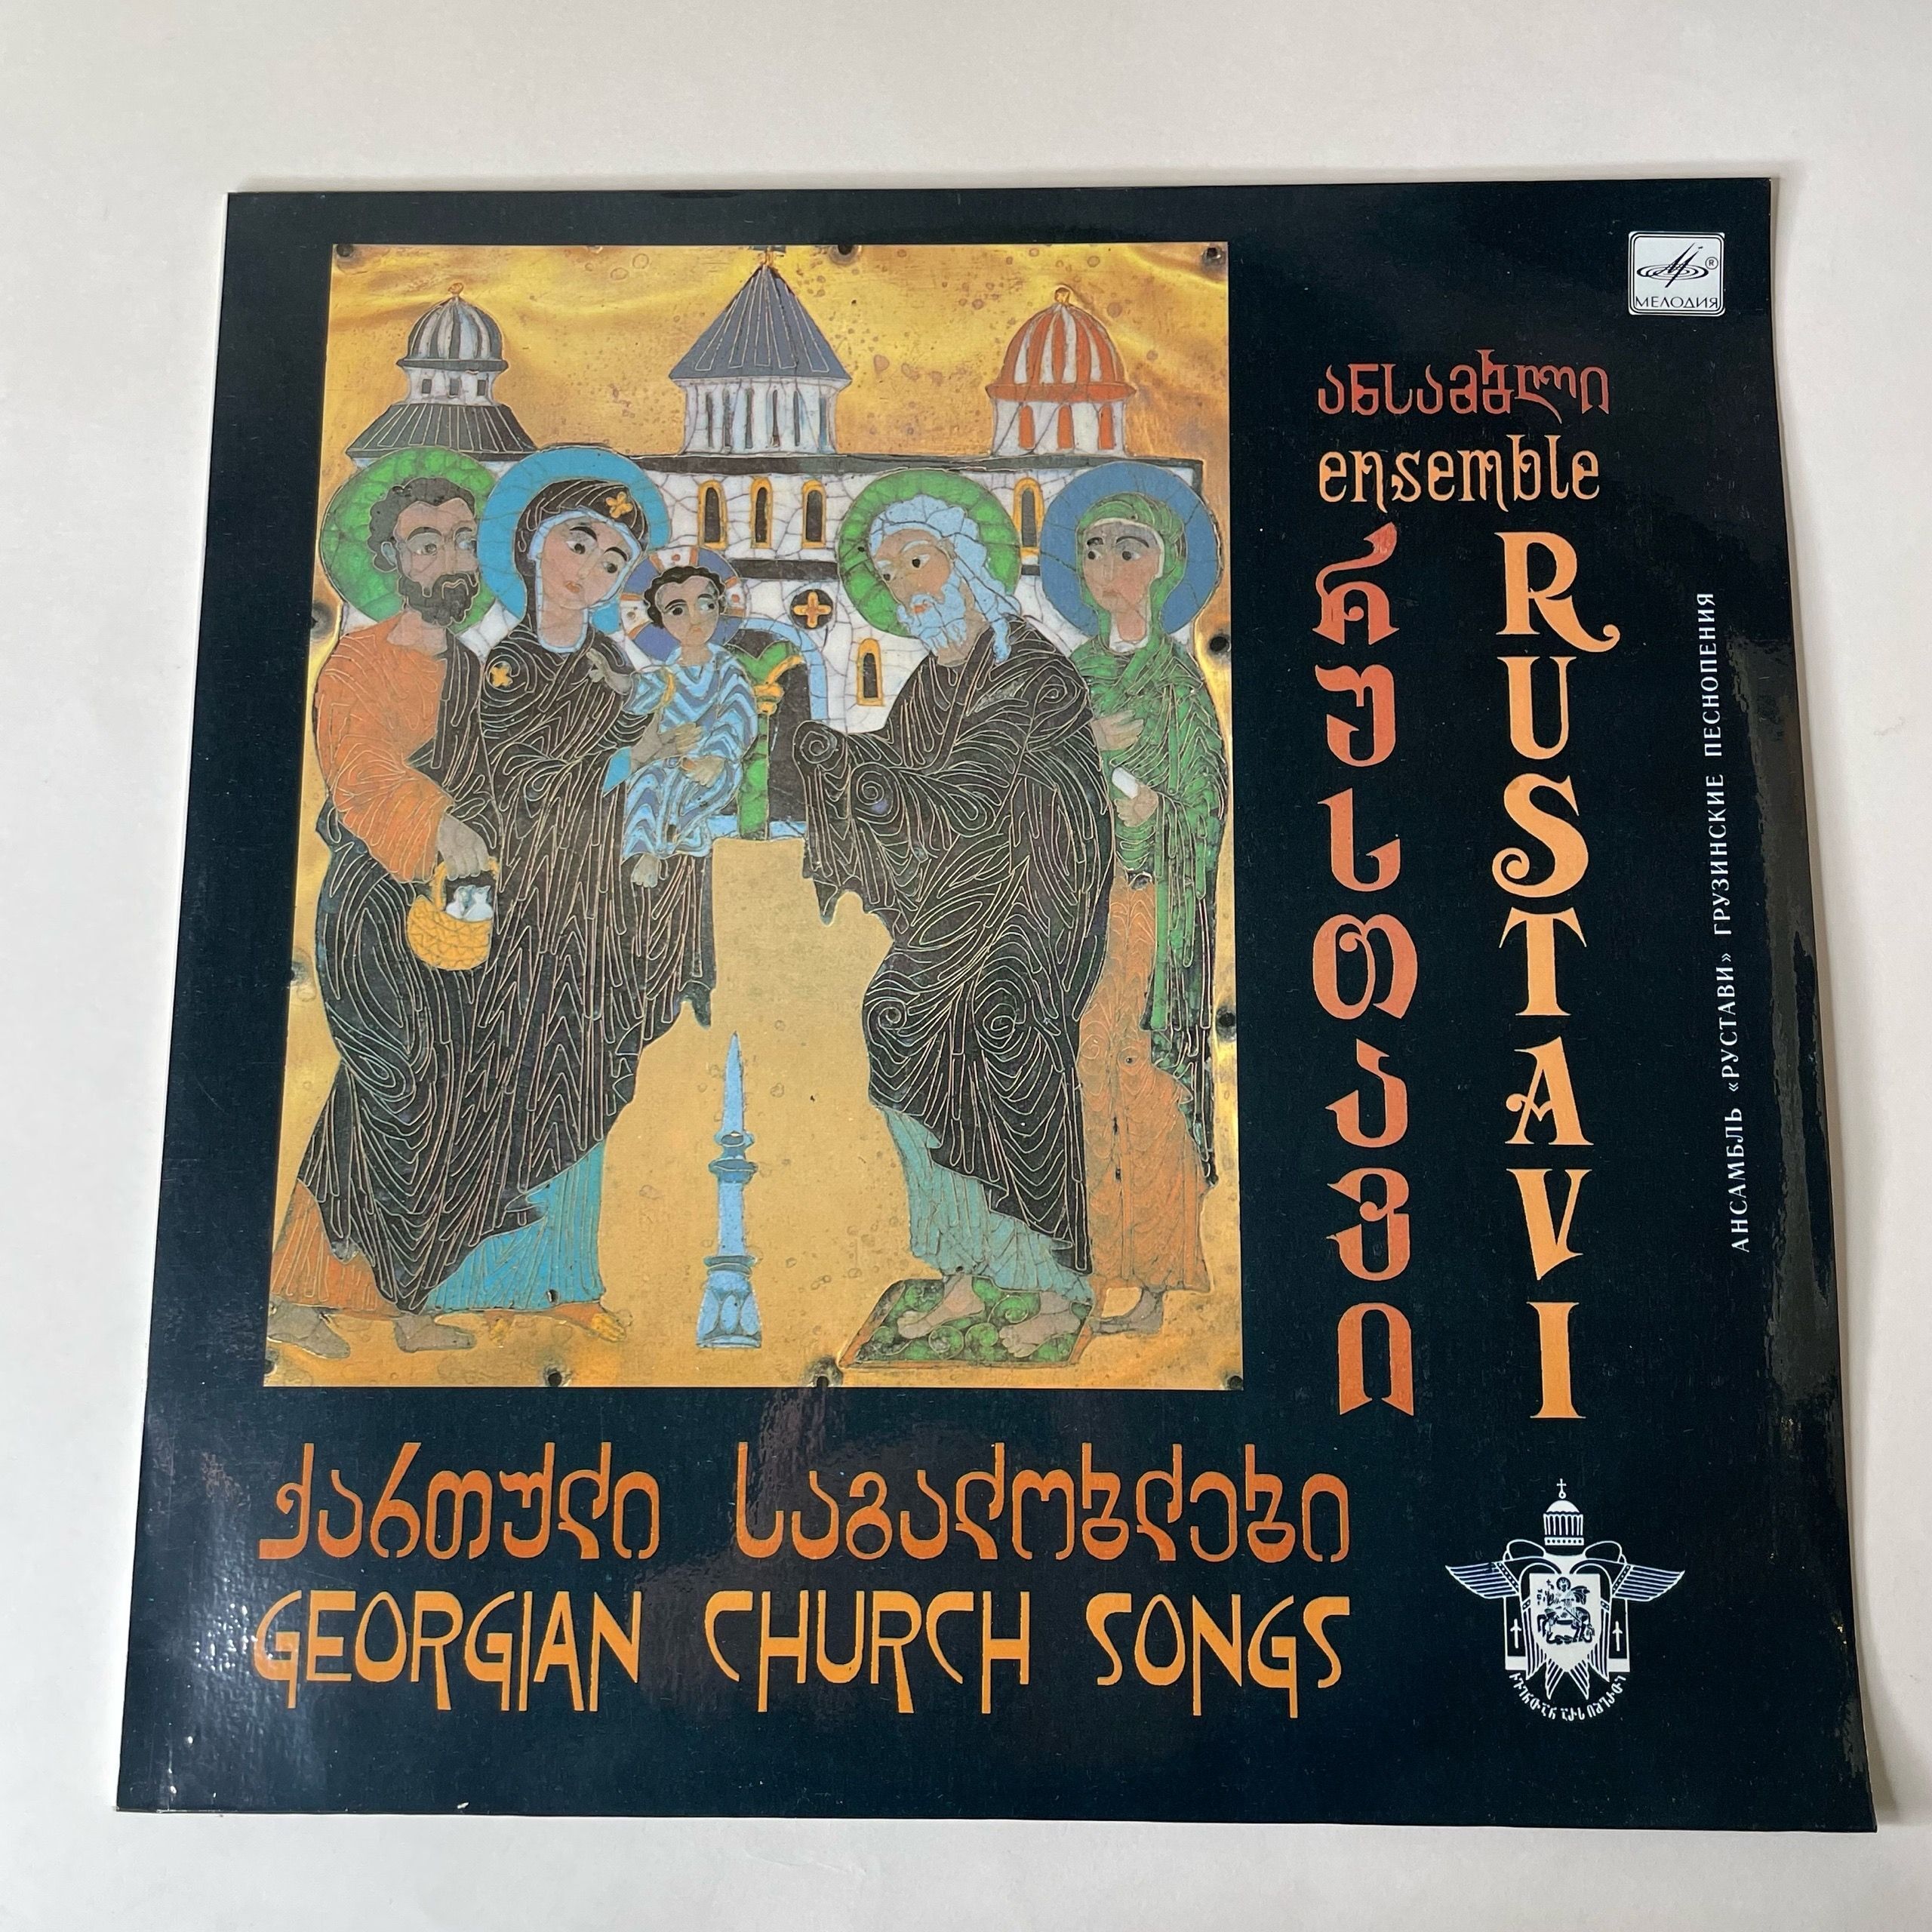 МЕЛОДИЯ
ანსამბლი
ensemble
რუსთავი
RUSTAVI
АНСАМБЛЬ «РУСТАВИ» ГРУЗИНСКИЕ ПЕСНОПЕНИЯ
ქართული საგალობლები
GEORGIAN CHURCH SONGS